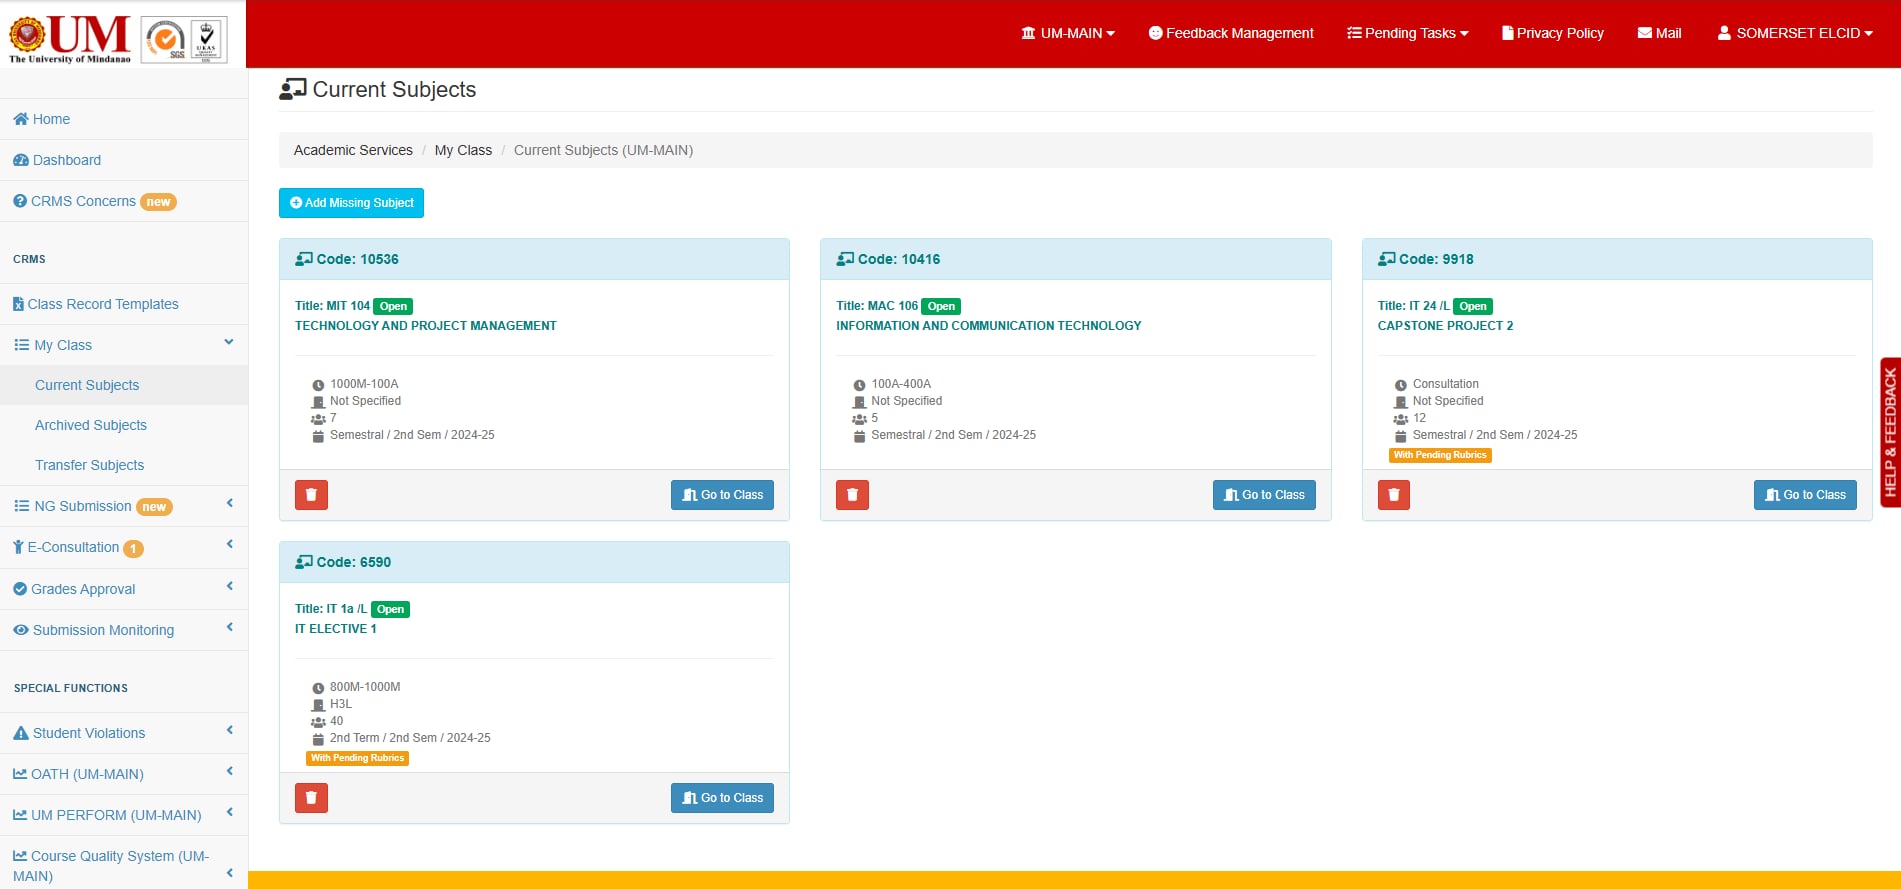 UM
The University of Mindanao
SGS
UKAS
UM-MAIN
Feedback Management
Pending Tasks
Privacy Policy
Mail
SOMERSET ELCID
Home
Dashboard
CRMS Concerns new
CRMS
Class Record Templates
My Class
Current Subjects
Archived Subjects
Transfer Subjects
NG Submission new
E-Consultation 1
Grades Approval
Submission Monitoring
SPECIAL FUNCTIONS
Student Violations
OATH (UM-MAIN)
UM PERFORM (UM-MAIN)
Course Quality System (UM-
MAIN)
Current Subjects
Academic Services / My Class / Current Subjects (UM-MAIN)
Add Missing Subject
Code: 10536
Title: MIT 104 Open
TECHNOLOGY AND PROJECT MANAGEMENT
1000M-100A
Not Specified
7
Semestral / 2nd Sem / 2024-25
Go to Class
Code: 10416
Title: MAC 106 Open
INFORMATION AND COMMUNICATION TECHNOLOGY
100A-400A
Not Specified
5
Semestral / 2nd Sem / 2024-25
Go to Class
Code: 9918
Title: IT 24 /L Open
CAPSTONE PROJECT 2
Consultation
Not Specified
12
Semestral / 2nd Sem / 2024-25
With Pending Rubrics
Go to Class
Code: 6590
Title: IT 1a /L Open
IT ELECTIVE 1
800M-1000M
H3L
40
2nd Term / 2nd Sem / 2024-25
With Pending Rubrics
Go to Class
HELP & FEEDBACK